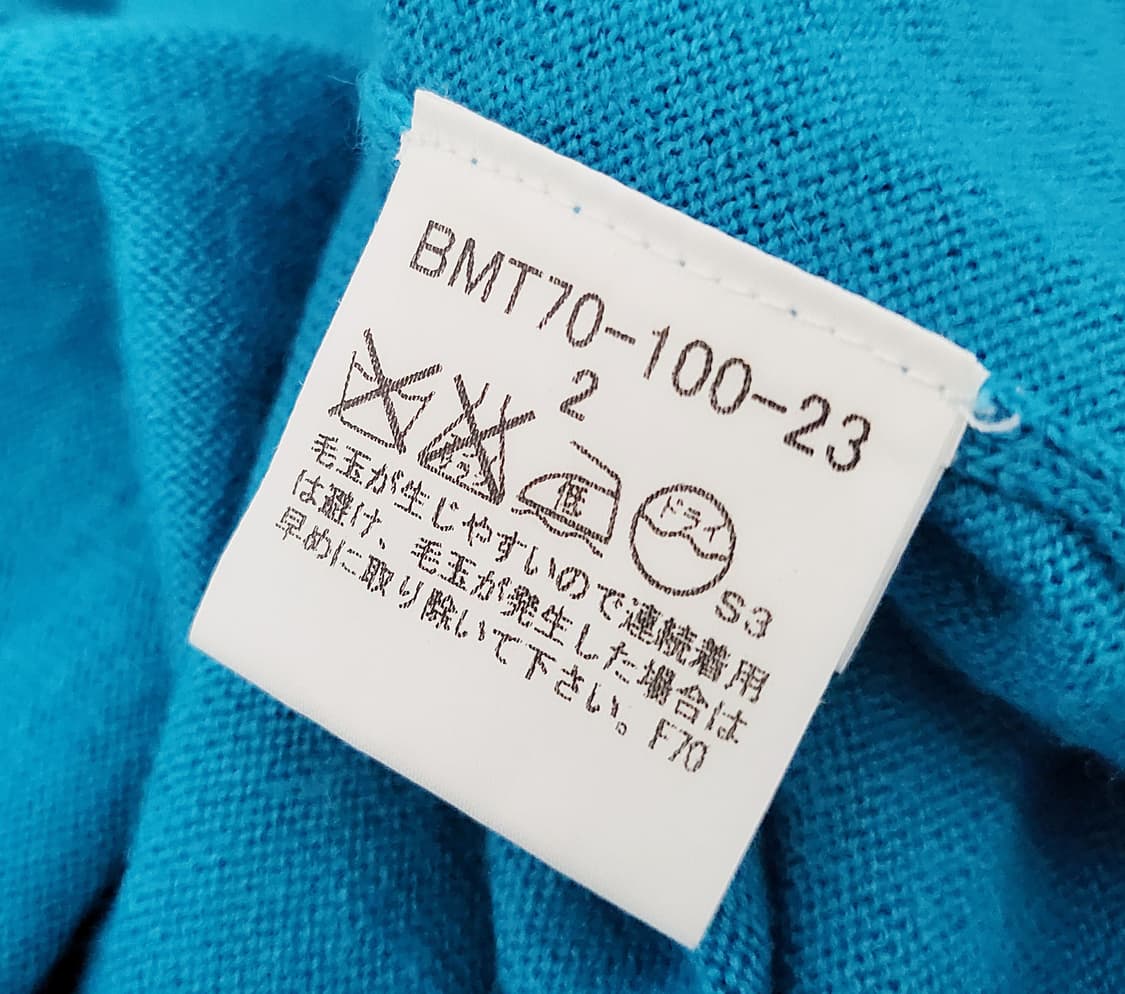 BMT70-100-23
2
低
ドライ
S3
毛玉が生じやすいので連続着用
は避け、毛玉が発生した場合は
早めに取り除いて下さい。F70